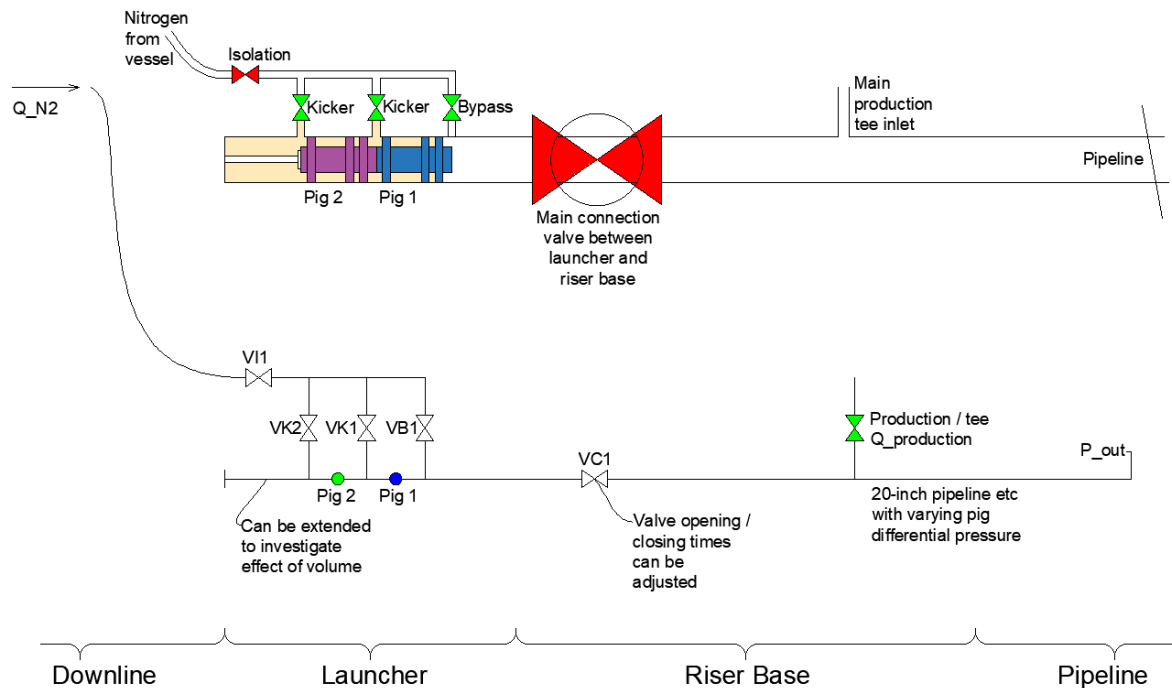 Nitrogen
from
vessel
Isolation
Q_N2
Kicker
Kicker
Bypass
Main
production
tee inlet
Pipeline
Pig 2
Pig 1
Main connection
valve between
launcher and
riser base
VI1
VK2
VK1
VB1
Production / tee
Q_production
VC1
P_out
Pig 2
Pig 1
Can be extended
to investigate
effect of volume
Valve opening /
closing times
can be
adjusted
20-inch pipeline etc
with varying pig
differential pressure
Downline
Launcher
Riser Base
Pipeline